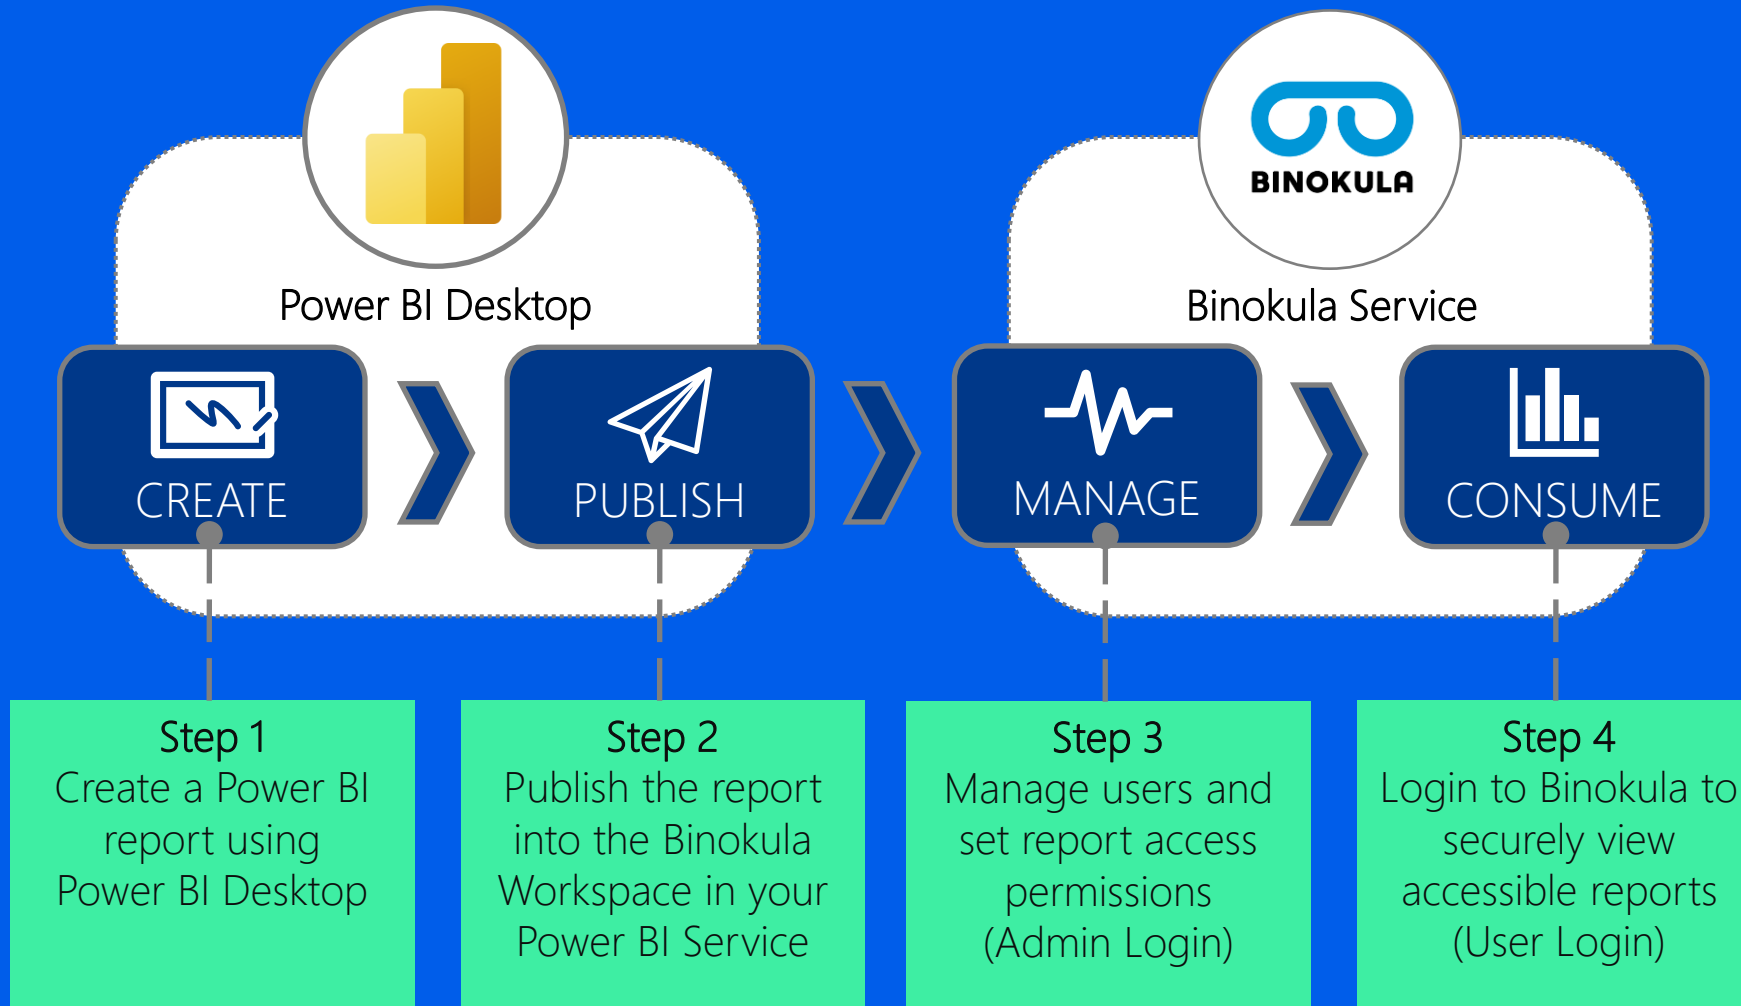 BINOKULA
Power BI Desktop
Binokula Service
CREATE
PUBLISH
MANAGE
CONSUME
Step 1
Create a Power BI
report using
Power BI Desktop
Step 2
Publish the report
into the Binokula
Workspace in your
Power BI Service
Step 3
Manage users and
set report access
permissions
(Admin Login)
Step 4
Login to Binokula to
securely view
accessible reports
(User Login)